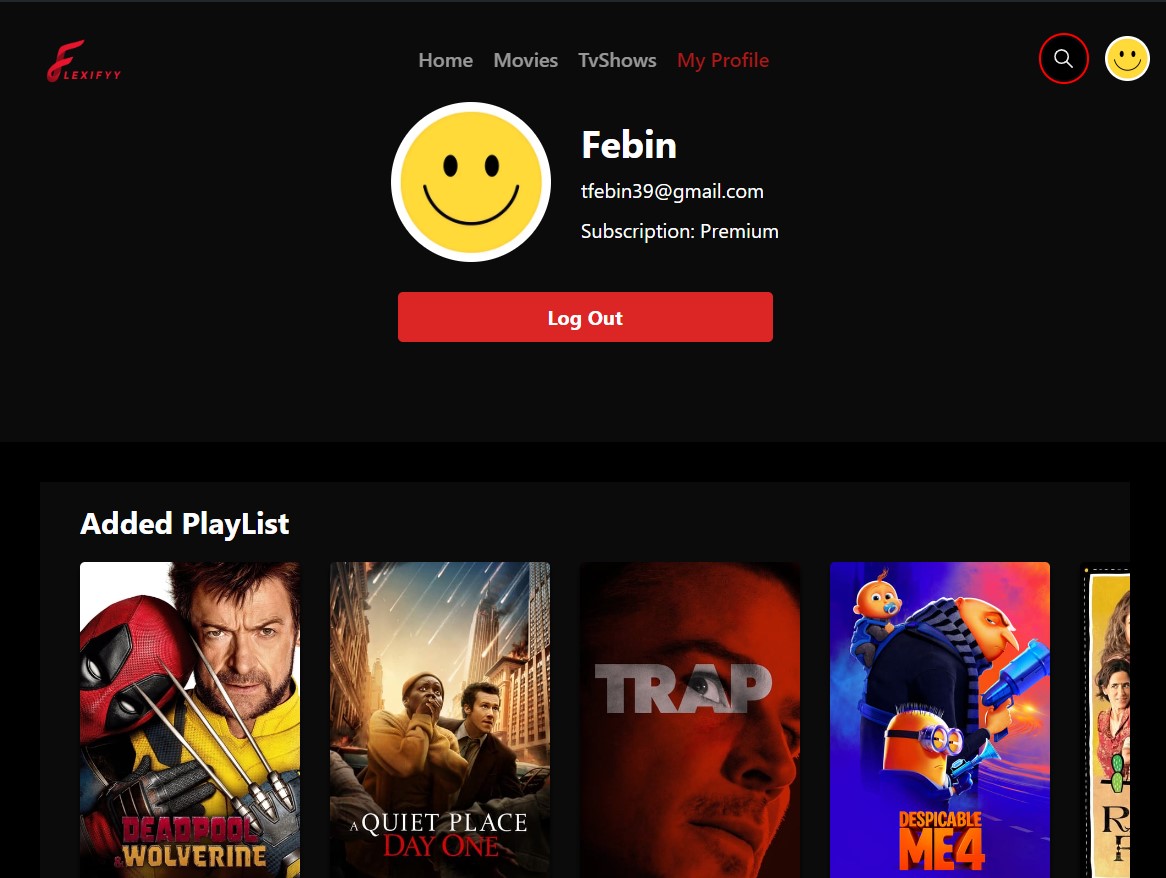 FLEXIFYY
Home Movies TvShows My Profile
Febin
tfebin39@gmail.com
Subscription: Premium
Log Out
Added PlayList
DEADPOOL
& WOLVERINE
A QUIET PLACE
DAY ONE
TRAP
DESPICABLE
ME4